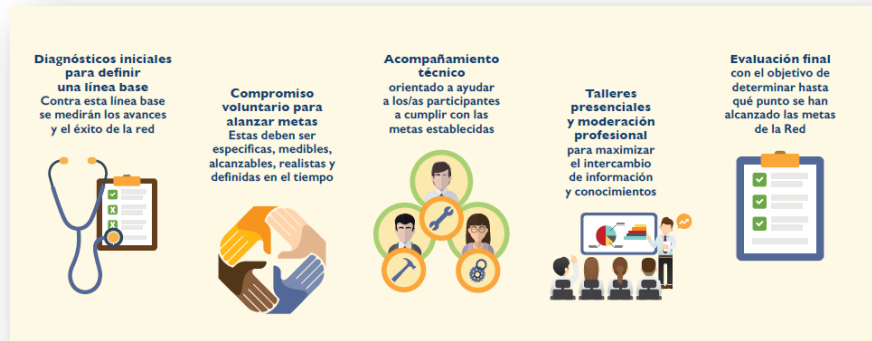 Diagnósticos iniciales
para definir
una línea base
Contra esta línea base
se medirán los avances
y el éxito de la red
Compromiso
voluntario para
alanzar metas
Estas deben ser
especificas, medibles,
alcanzables, realistas y
definidas en el tiempo
Acompañamiento
técnico
orientado a ayudar
a los/as participantes
a cumplir con las
metas establecidas
Talleres
presenciales
y moderación
profesional
para maximizar
el intercambio
de información
y conocimientos
Evaluación final
con el objetivo de
determinar hasta
qué punto se han
alcanzado las metas
de la Red